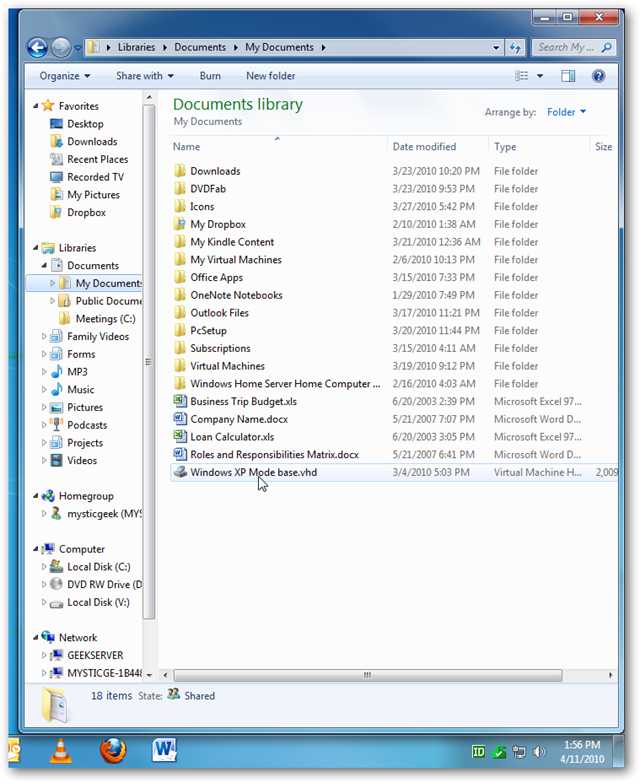 Libraries Documents My Documents
Search My ...
Organize Share with Burn New folder
Favorites
Desktop
Downloads
Recent Places
Recorded TV
My Pictures
Dropbox
Libraries
Documents
My Documents
Public Docume
Meetings (C:)
Family Videos
Forms
MP3
Music
Pictures
Podcasts
Projects
Videos
Homegroup
mysticgeek (MYS
Computer
Local Disk (C:)
DVD RW Drive (D
Local Disk (V:)
Network
GEEKSERVER
MYSTICGE-1B448
Documents library
My Documents
Arrange by: Folder
Name Date modified Type Size
Downloads 3/23/2010 10:20 PM File folder
DVDFab 3/23/2010 9:53 PM File folder
Icons 3/27/2010 5:42 PM File folder
My Dropbox 2/10/2010 1:38 AM File folder
My Kindle Content 3/21/2010 12:36 AM File folder
My Virtual Machines 2/6/2010 10:13 PM File folder
Office Apps 3/15/2010 7:33 PM File folder
OneNote Notebooks 1/29/2010 7:49 PM File folder
Outlook Files 3/17/2010 11:21 PM File folder
PcSetup 3/20/2010 11:44 PM File folder
Subscriptions 3/15/2010 4:11 AM File folder
Virtual Machines 3/19/2010 9:12 PM File folder
Windows Home Server Home Computer ... 2/16/2010 4:03 AM File folder
Business Trip Budget.xls 6/20/2003 2:39 PM Microsoft Excel 97...
Company Name.docx 5/21/2007 7:07 PM Microsoft Word D...
Loan Calculator.xls 6/20/2003 3:05 PM Microsoft Excel 97...
Roles and Responsibilities Matrix.docx 5/21/2007 6:41 PM Microsoft Word D...
Windows XP Mode base.vhd 3/4/2010 5:03 PM Virtual Machine H... 2,009
18 items State: Shared
ID
1:56 PM
4/11/2010